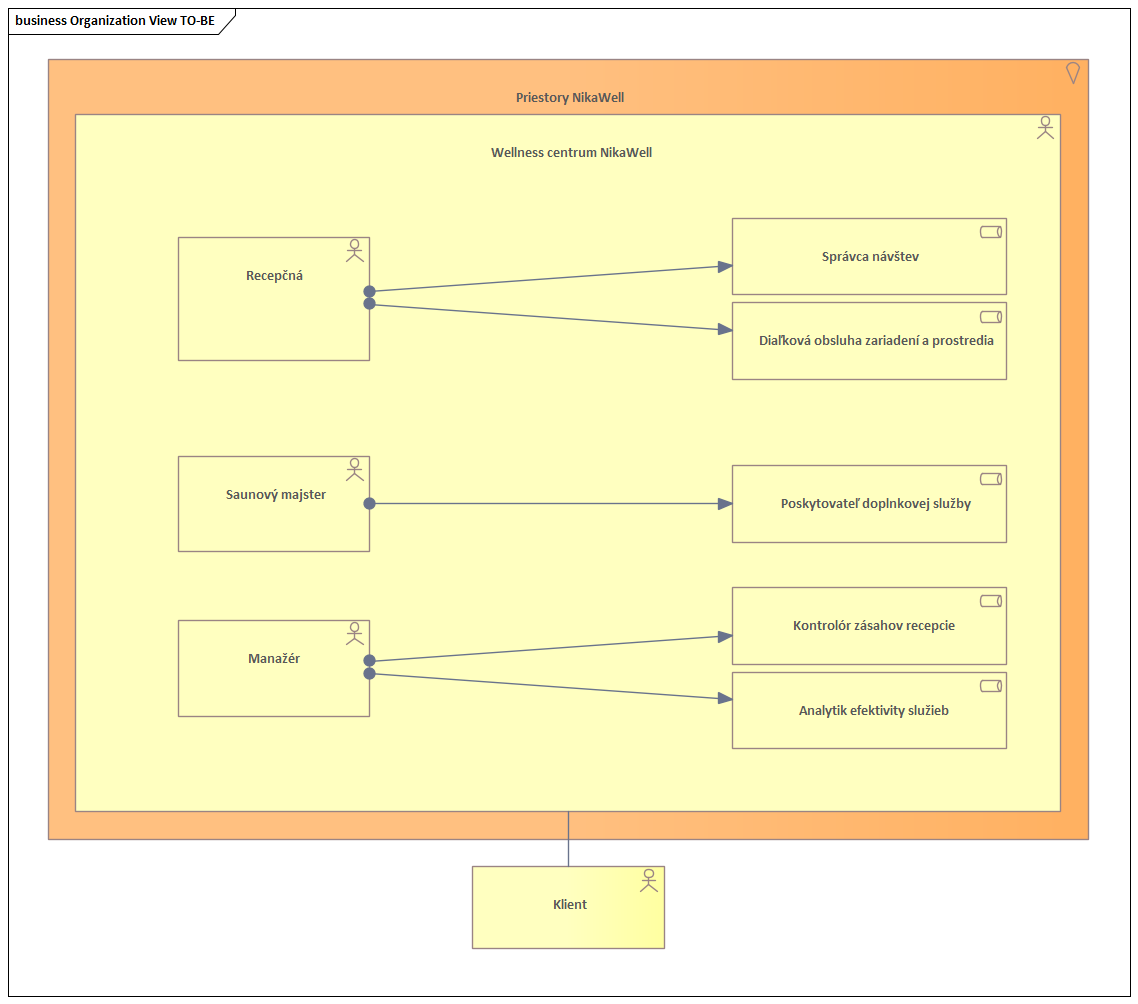 business Organization View TO-BE
Priestory NikaWell
Wellness centrum NikaWell
Recepčná
Správca návštev
Diaľková obsluha zariadení a prostredia
Saunový majster
Poskytovateľ doplnkovej služby
Manažér
Kontrolór zásahov recepcie
Analytik efektivity služieb
Klient